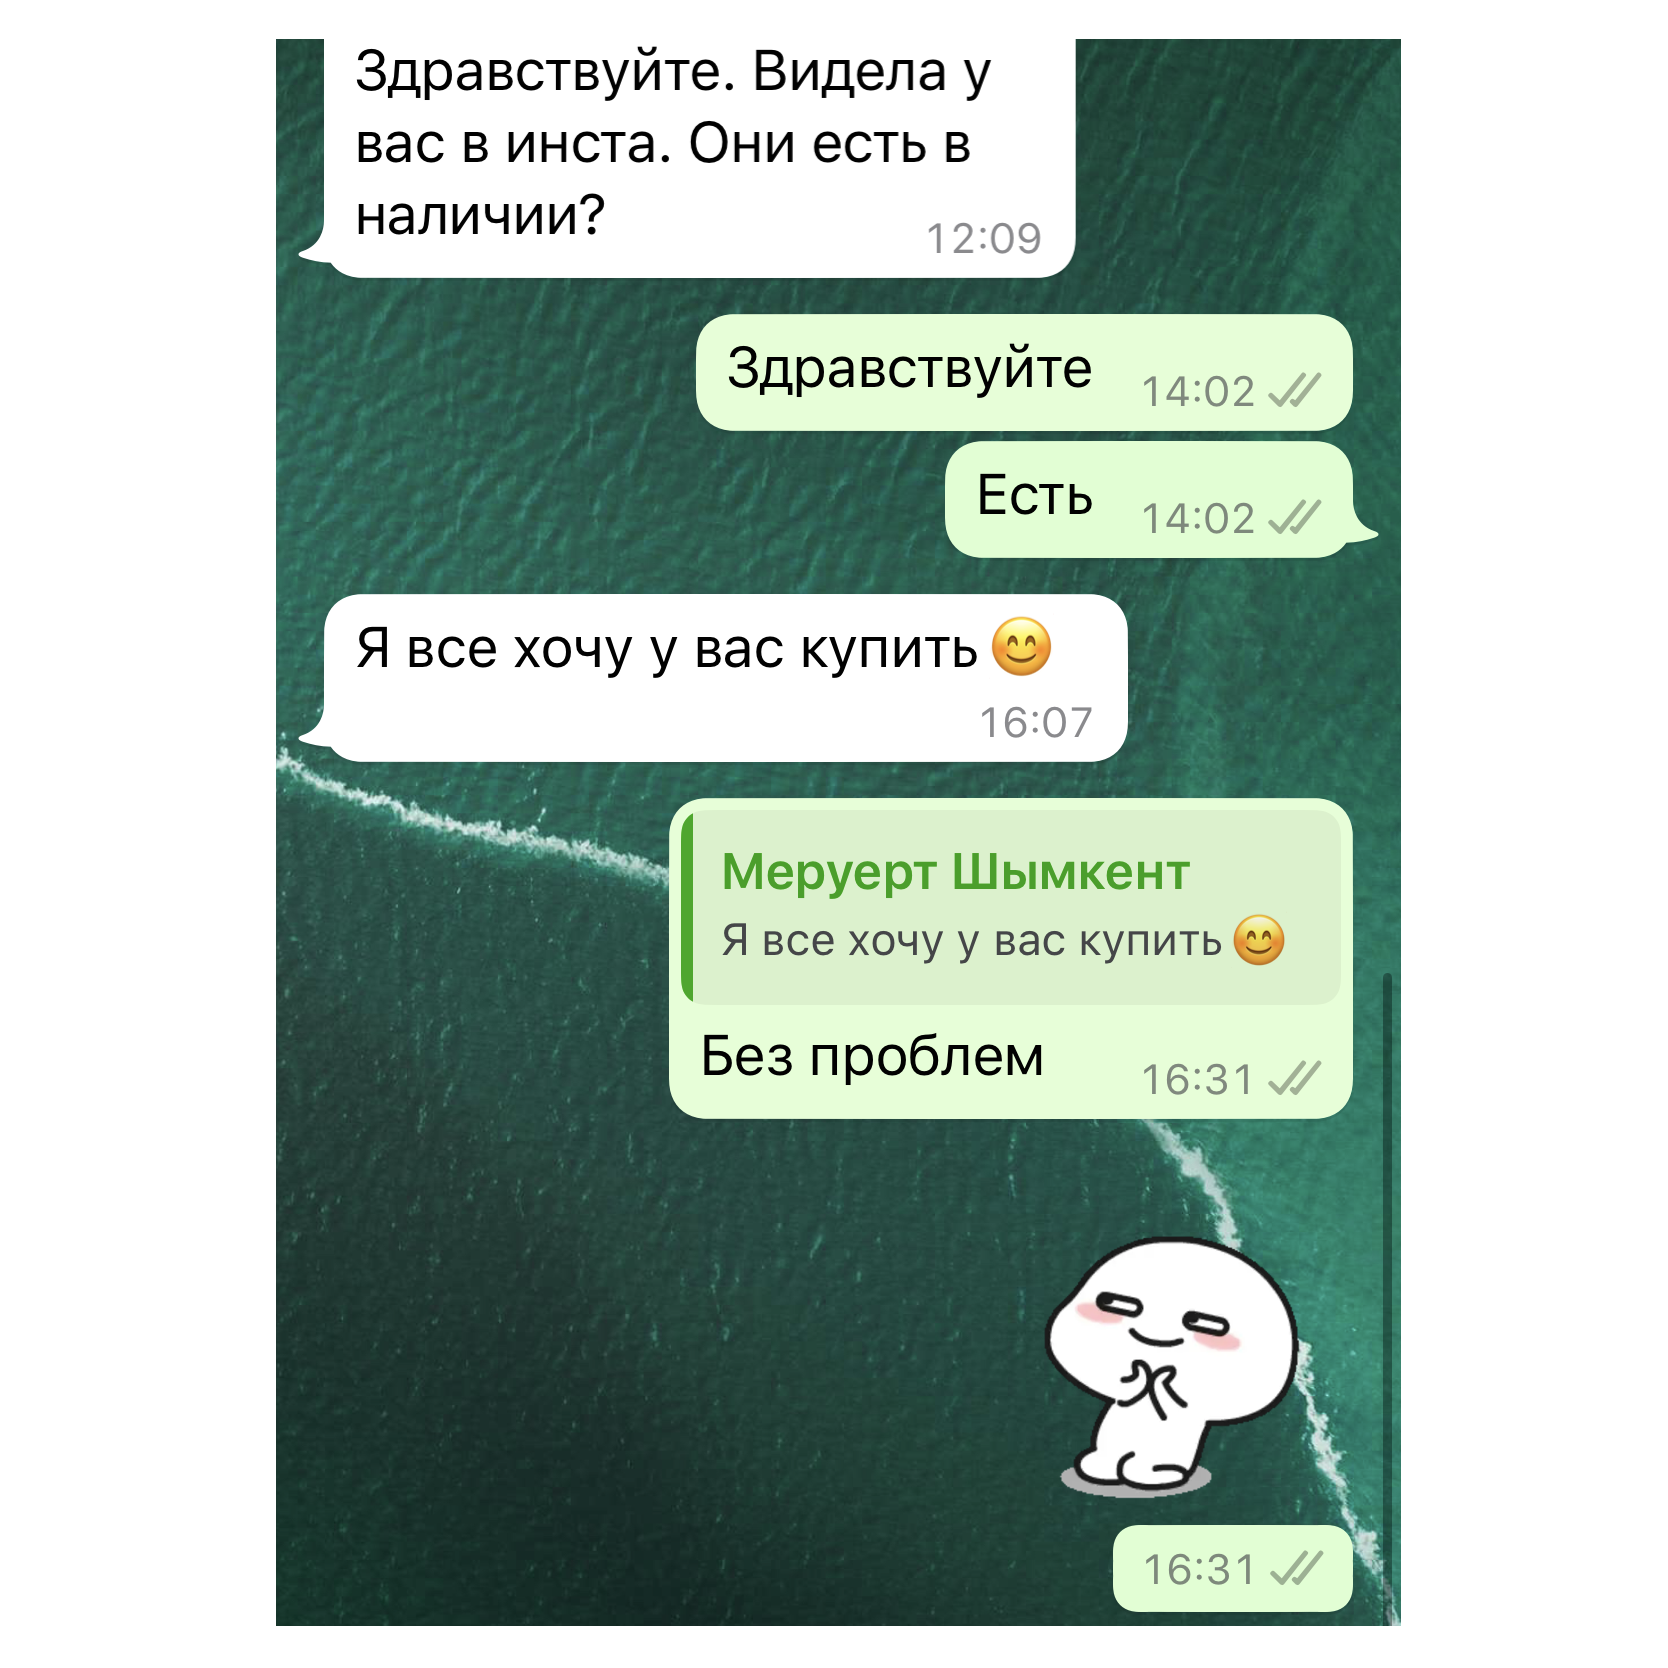 Здравствуйте. Видела у
вас в инста. Они есть в
наличии?
12:09
Здравствуйте 14:02
Есть 14:02
Я все хочу у вас купить😊
16:07
Меруерт Шымкент
Я все хочу у вас купить😊
Без проблем 16:31
16:31